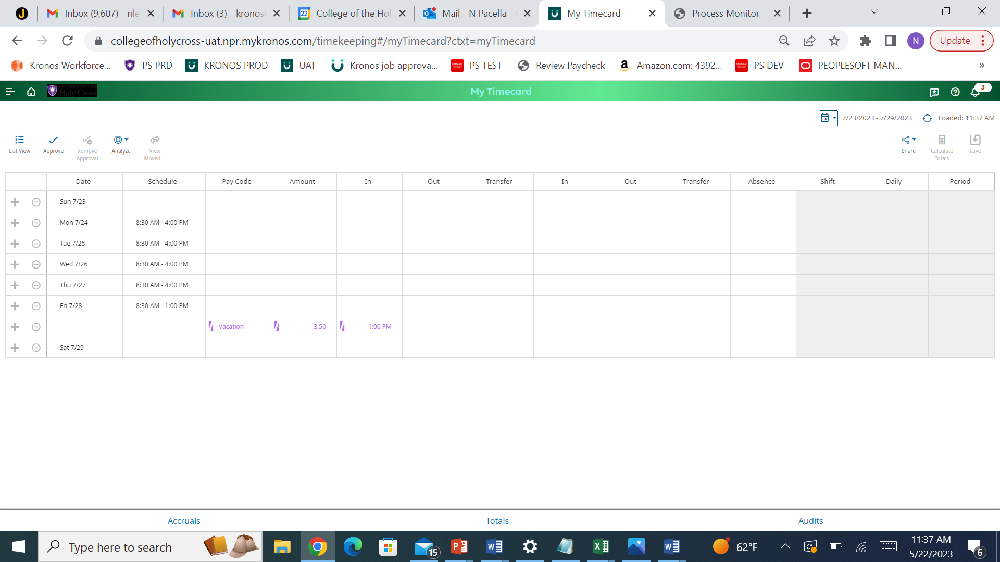 Inbox (9,607) - nle
Inbox (3) - kronos
22
College of the Hol
Mail - N Pacella -
My Timecard
Process Monitor
collegeofholycross-uat.npr.mykronos.com/timekeeping#/myTimecard?ctxt=myTimecard
N
Update
Kronos Workforce...
PS PRD
KRONOS PROD
UAT
Kronos job approva...
PS TEST
Review Paycheck
Amazon.com: 4392...
PS DEV
PEOPLESOFT MAN...
»
Holy Cross
My Timecard
3
7/23/2023 - 7/29/2023
Loaded: 11:37 AM
List View
Approve
Remove
Approval
Analyze
View
Moved ...
Share
Calculate
Totals
Save
Date Schedule Pay Code Amount In Out Transfer In Out Transfer Absence Shift Daily Period
Sun 7/23
Mon 7/24 8:30 AM - 4:00 PM
Tue 7/25 8:30 AM - 4:00 PM
Wed 7/26 8:30 AM - 4:00 PM
Thu 7/27 8:30 AM - 4:00 PM
Fri 7/28 8:30 AM - 1:00 PM
Vacation 3.50 1:00 PM
Sat 7/29
Accruals
Totals
Audits
Type here to search
15
62°F
11:37 AM
5/22/2023
6